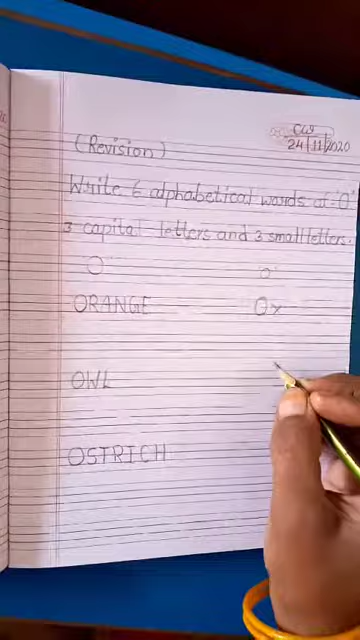 CW
24/11/2020
(Revision)
Write 6 alphabetical words of 'O'
3 capital letters and 3 small letters.
O o
ORANGE Ox
OWL
OSTRICH